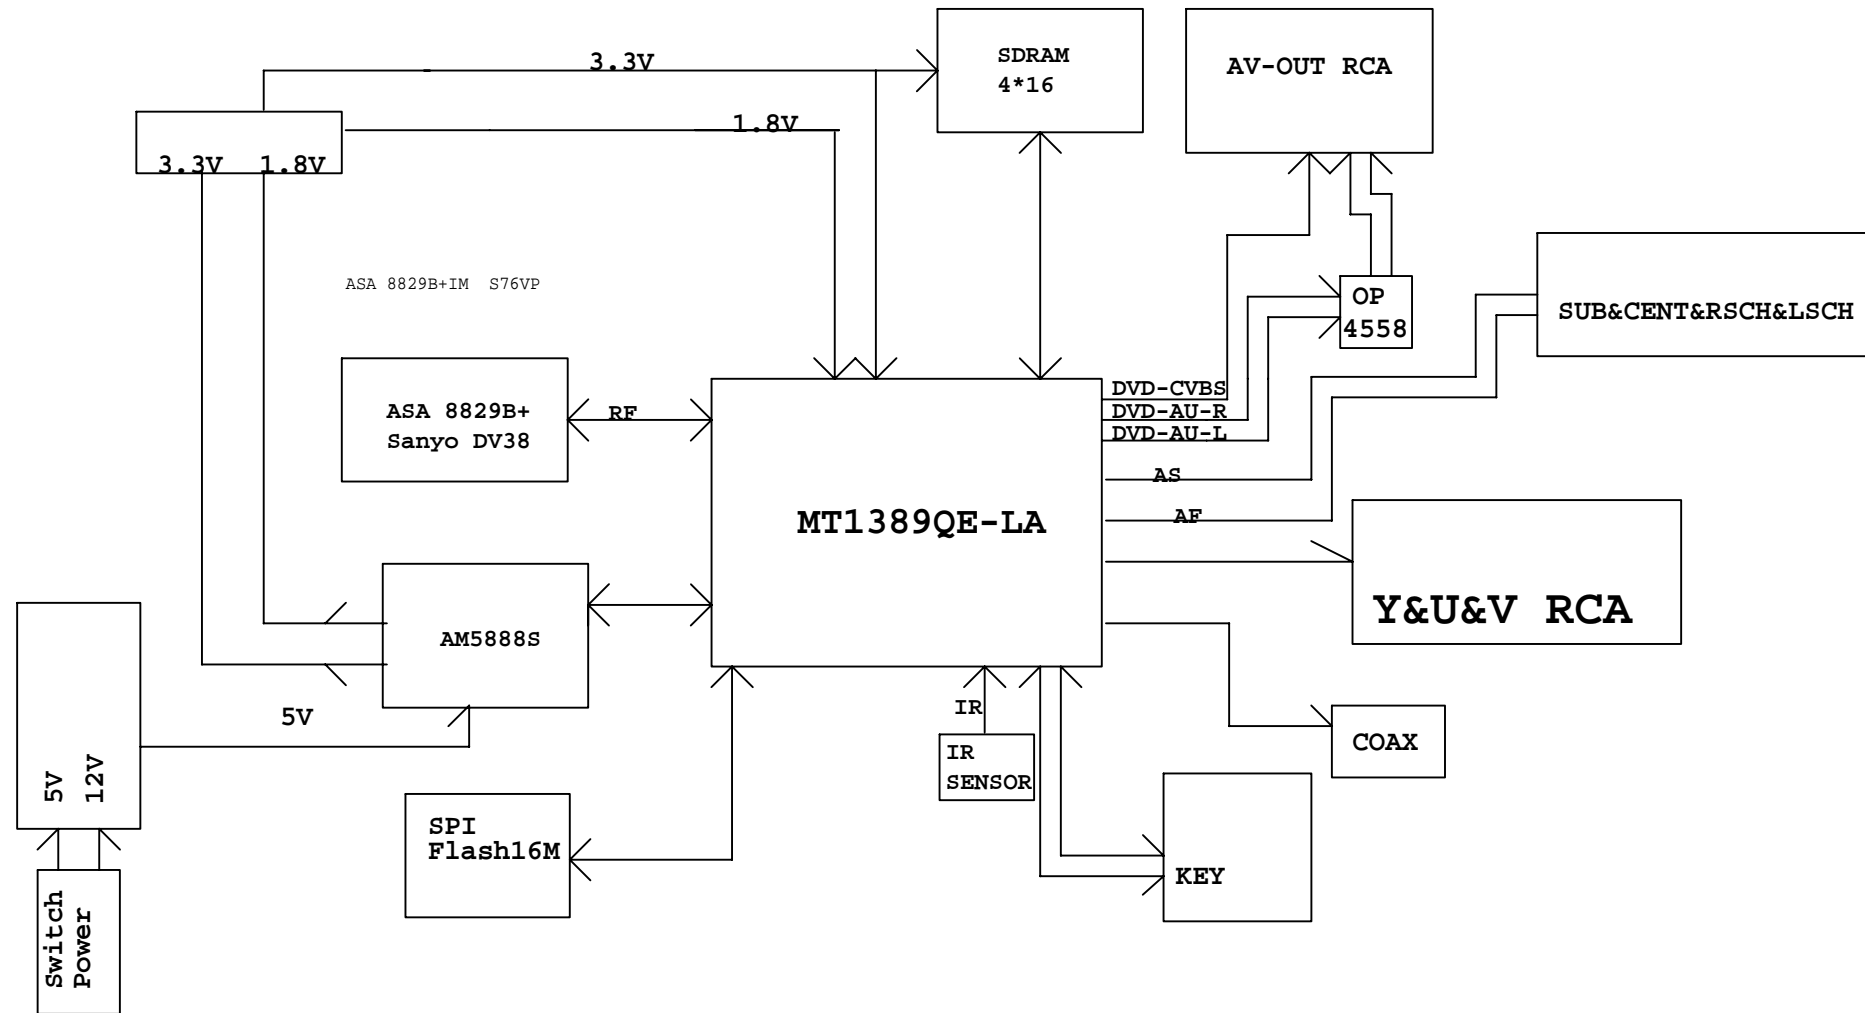 3.3V
SDRAM
4*16
AV-OUT RCA
1.8V
3.3V 1.8V
ASA 8829B+IM S76VP
OP
4558
SUB&CENT&RSCH&LSCH
ASA 8829B+
Sanyo DV38
RF
DVD-CVBS
DVD-AU-R
DVD-AU-L
AS
AF
MT1389QE-LA
Y&U&V RCA
AM5888S
5V
IR
IR
SENSOR
COAX
5V
12V
SPI
Flash16M
KEY
Switch
Power